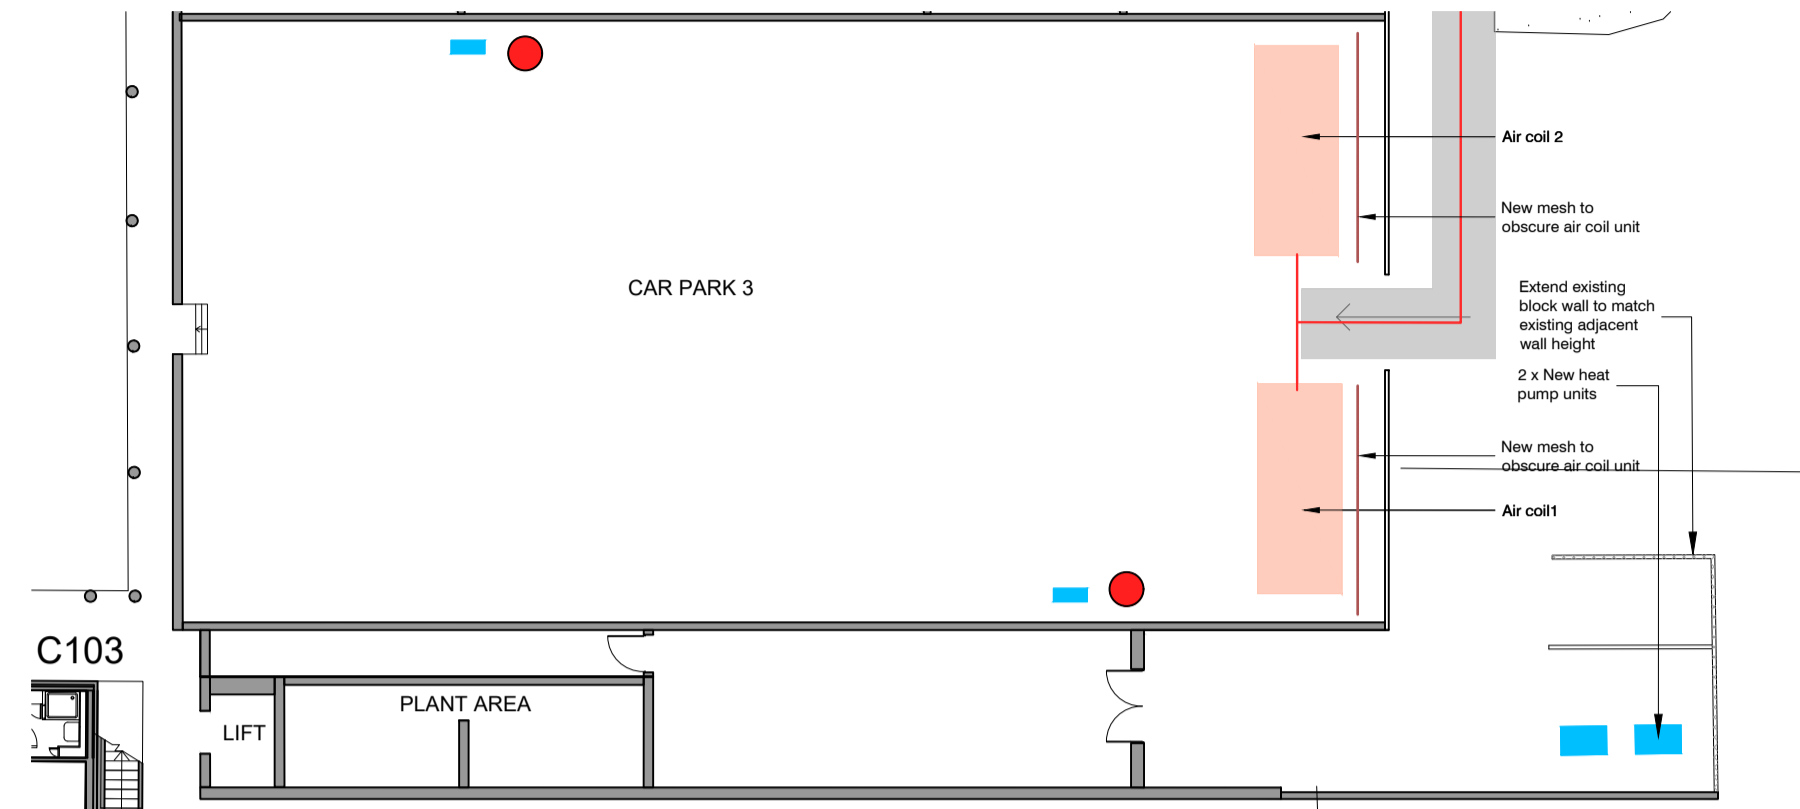 Air coil 2
New mesh to
obscure air coil unit
CAR PARK 3
Extend existing
block wall to match
existing adjacent
wall height
2 x New heat
pump units
New mesh to
obscure air coil unit
Air coil1
C103
PLANT AREA
LIFT